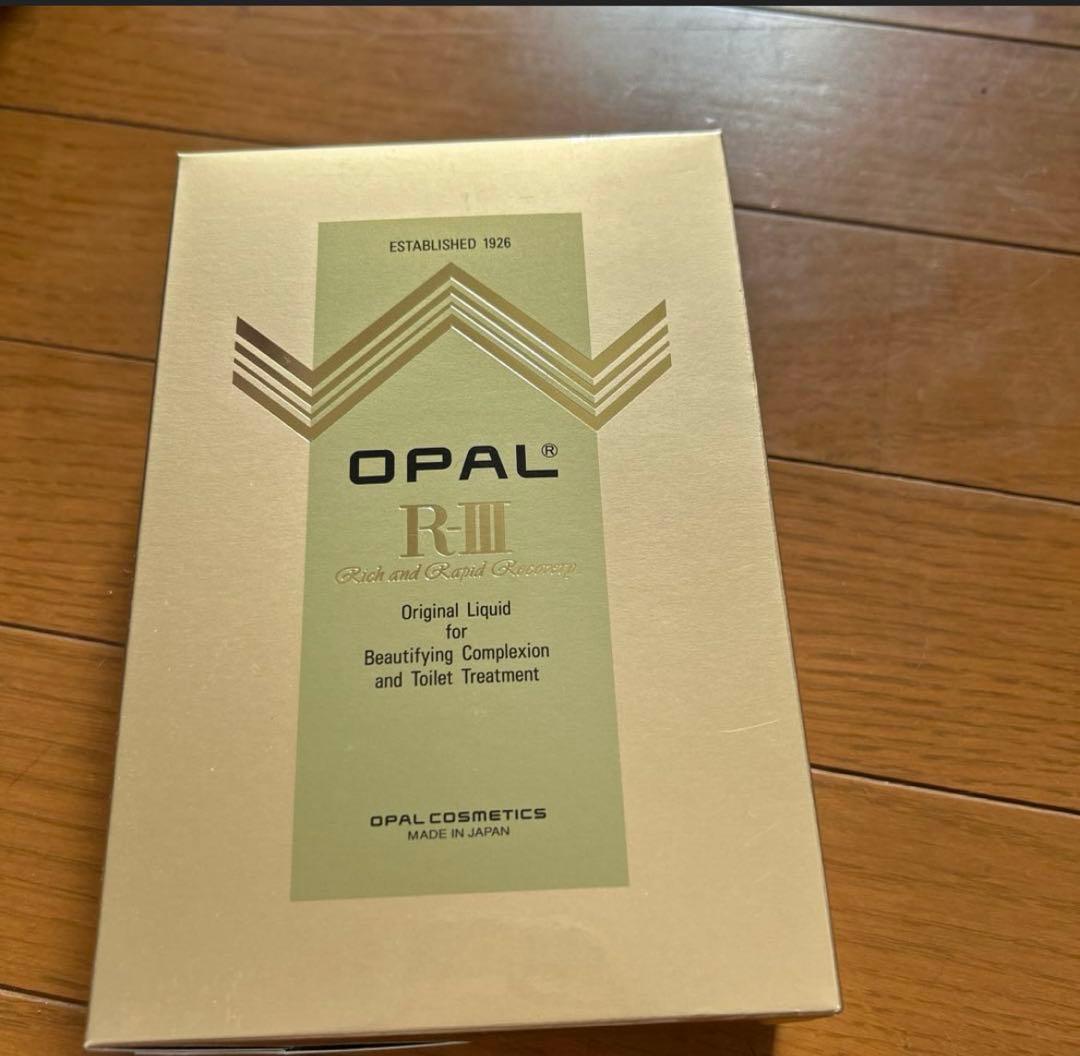 ESTABLISHED 1926
OPAL®
R-III
Rich and Rapid Recovery
Original Liquid
for
Beautifying Complexion
and Toilet Treatment
OPAL COSMETICS
MADE IN JAPAN